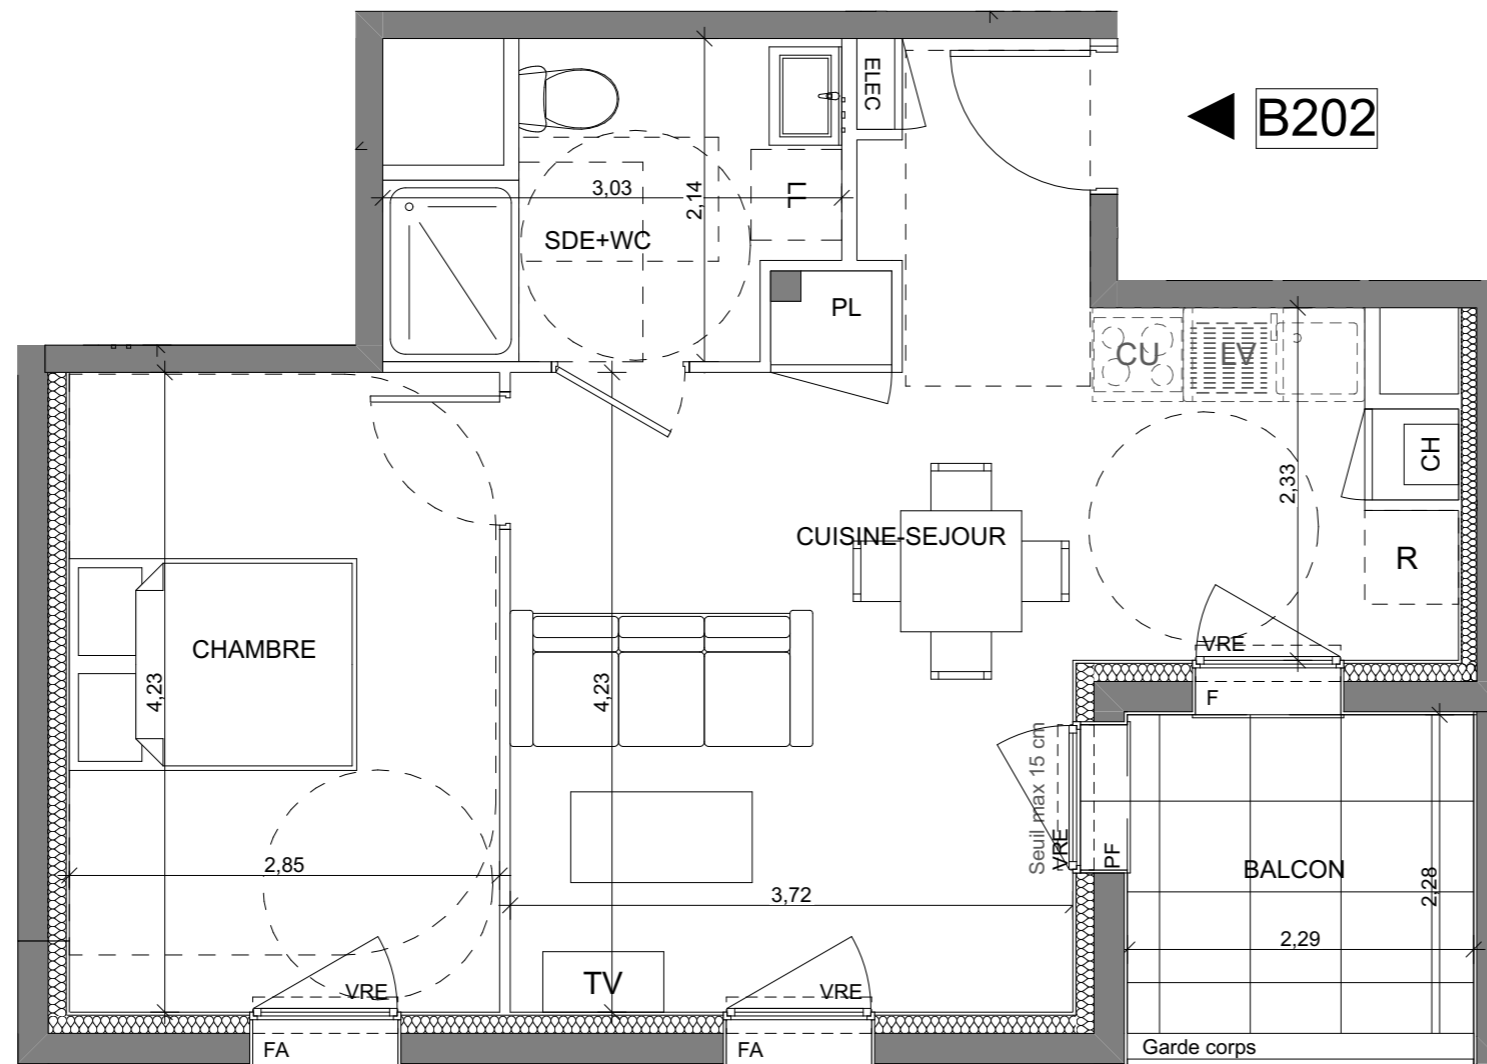 ELEC
B202
3,03
2,14
LL
SDE+WC
PL
CU
LV
CH
2,33
R
CUISINE-SEJOUR
CHAMBRE
4,23
4,23
VRE
F
Seuil max 15 cm
VRE
PF
BALCON
2,28
2,29
2,85
3,72
TV
VRE
VRE
FA
FA
Garde corps